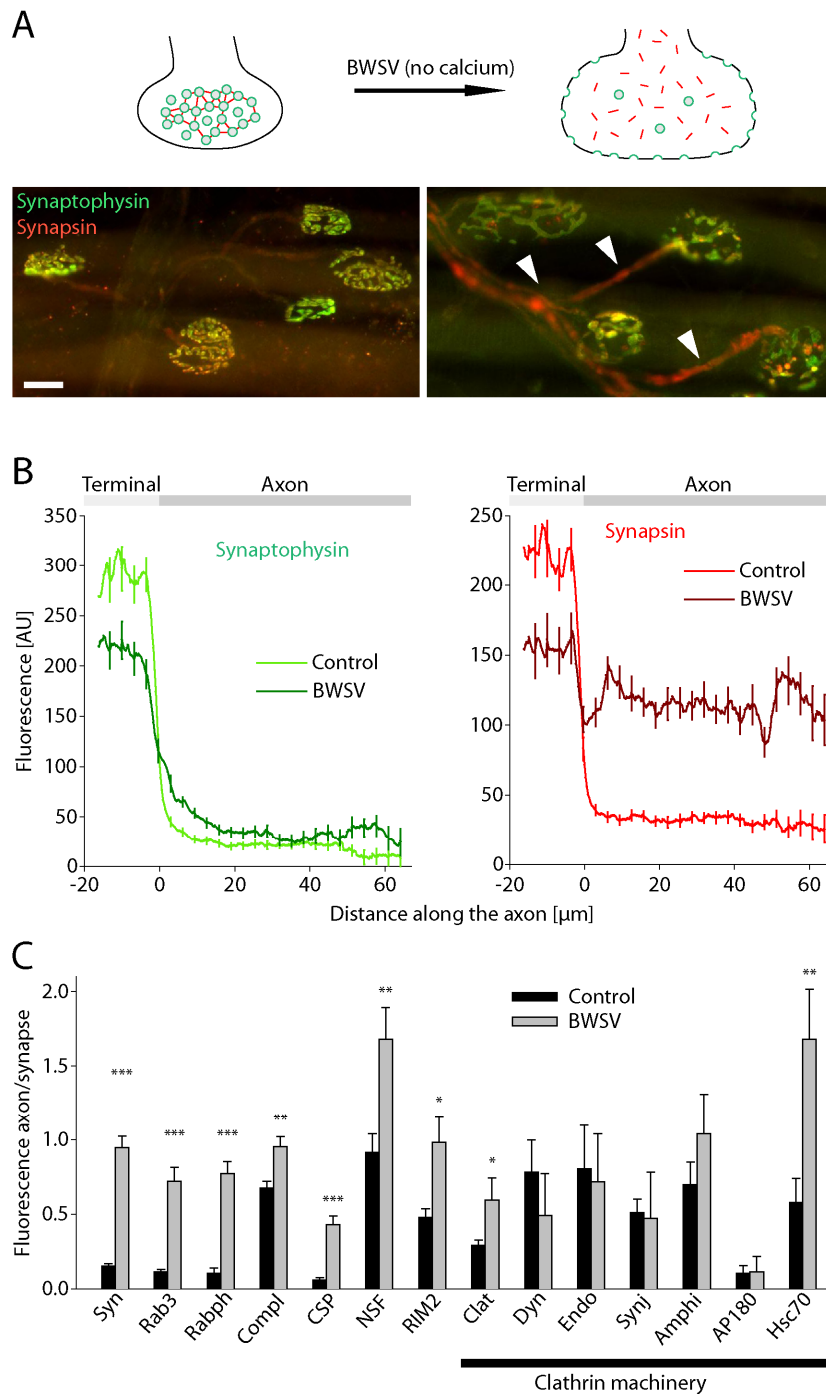 A
BWSV (no calcium)
Synaptophysin
Synapsin
B
Terminal Axon
Synaptophysin
Control
BWSV
Fluorescence [AU]
350
300
250
200
150
100
50
0
-20 0 20 40 60
Terminal Axon
Synapsin
Control
BWSV
250
200
150
100
50
0
-20 0 20 40 60
Distance along the axon [µm]
C
Control
BWSV
Fluorescence axon/synapse
2.0
1.5
1.0
0.5
0.0
*** *** *** ** *** ** * * **
Syn Rab3 Rabph Compl CSP NSF RIM2 Clat Dyn Endo Synj Amphi AP180 Hsc70
Clathrin machinery